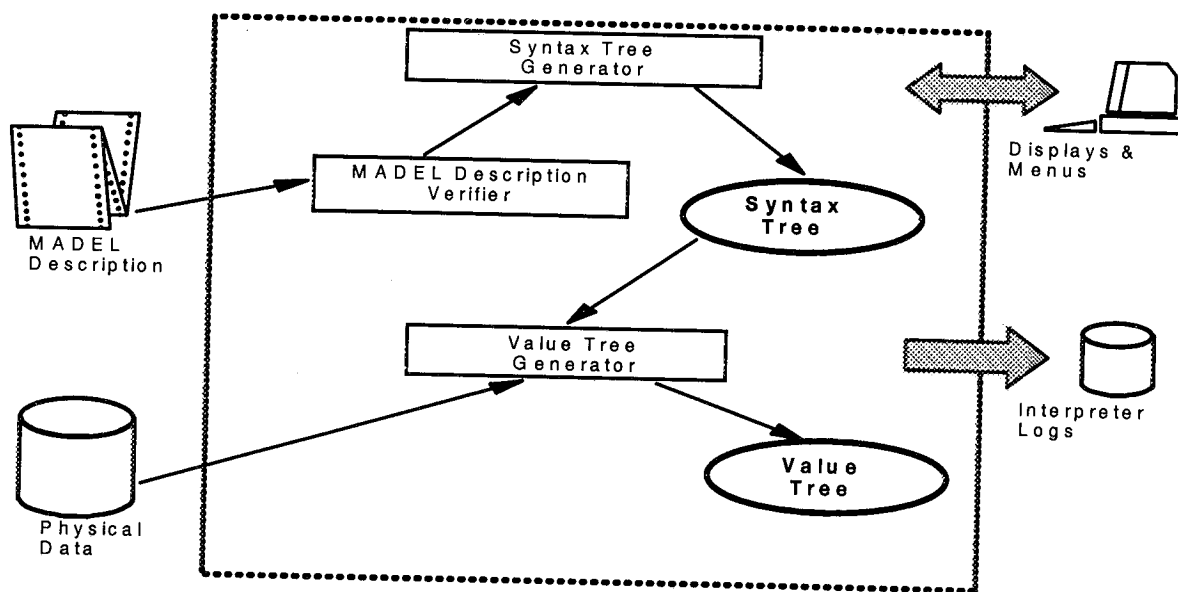 Syntax Tree
Generator
MADEL Description
Verifier
Syntax
Tree
MADEL
Description
Displays &
Menus
Value Tree
Generator
Interpreter
Logs
Value
Tree
Physical
Data